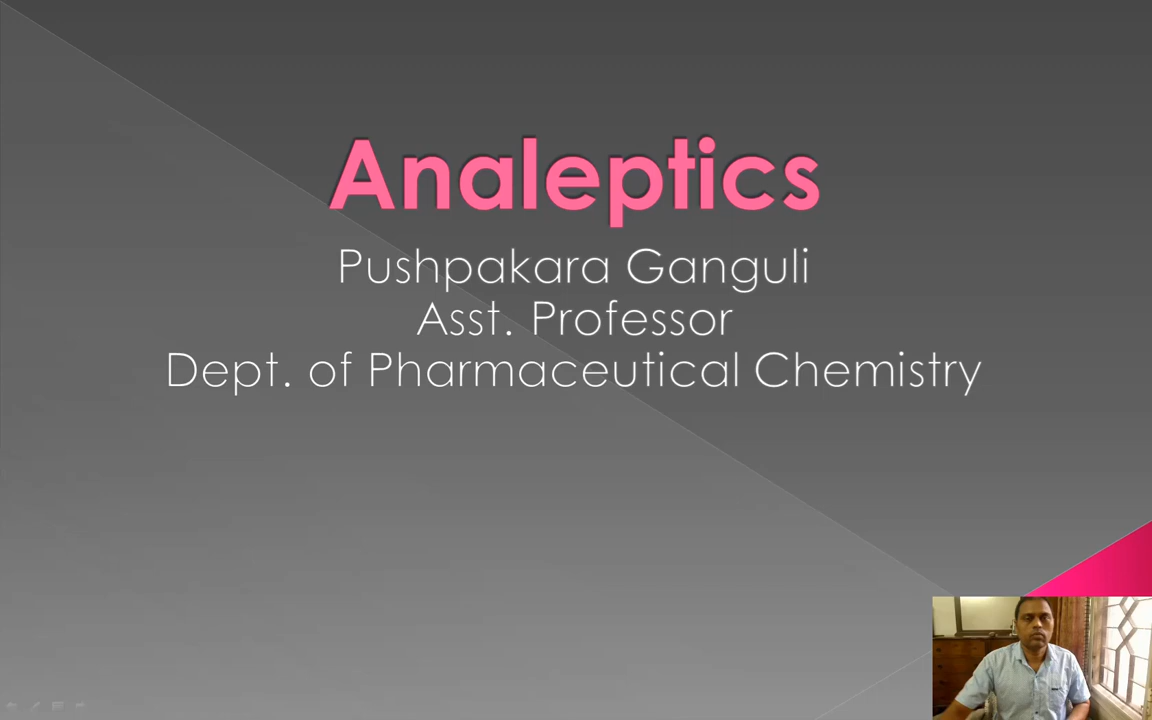 Analeptics
Pushpakara Ganguli
Asst. Professor
Dept. of Pharmaceutical Chemistry